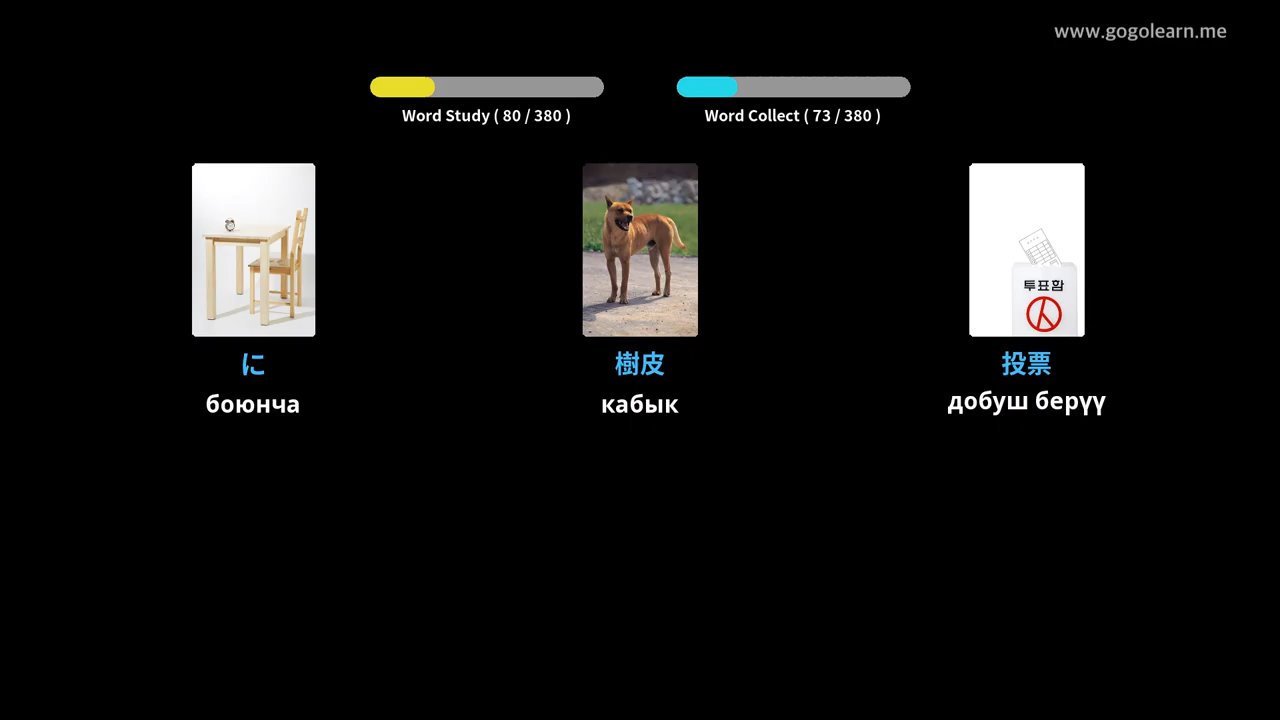 www.gogolearn.me
Word Study ( 80 / 380 )
Word Collect ( 73 / 380 )
투표함
に
樹皮
投票
боюнча
кабык
добуш берүү